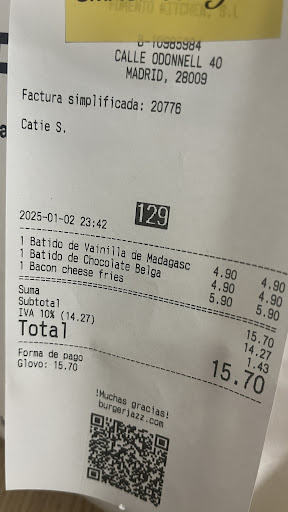 FOMENTO KITCHEN, S.L
B-10985984
CALLE ODONNELL 40
MADRID, 28009
Factura simplificada: 20776
Catie S.
129
2025-01-02 23:42
1 Batido de Vainilla de Madagasc 4.90 4.90
1 Batido de Chocolate Belga 4.90 4.90
1 Bacon cheese fries 5.90 5.90
Suma 15.70
Subtotal 14.27
IVA 10% (14.27) 1.43
Total 15.70
Forma de pago
Glovo: 15.70
!Muchas gracias!
burgerjazz.com